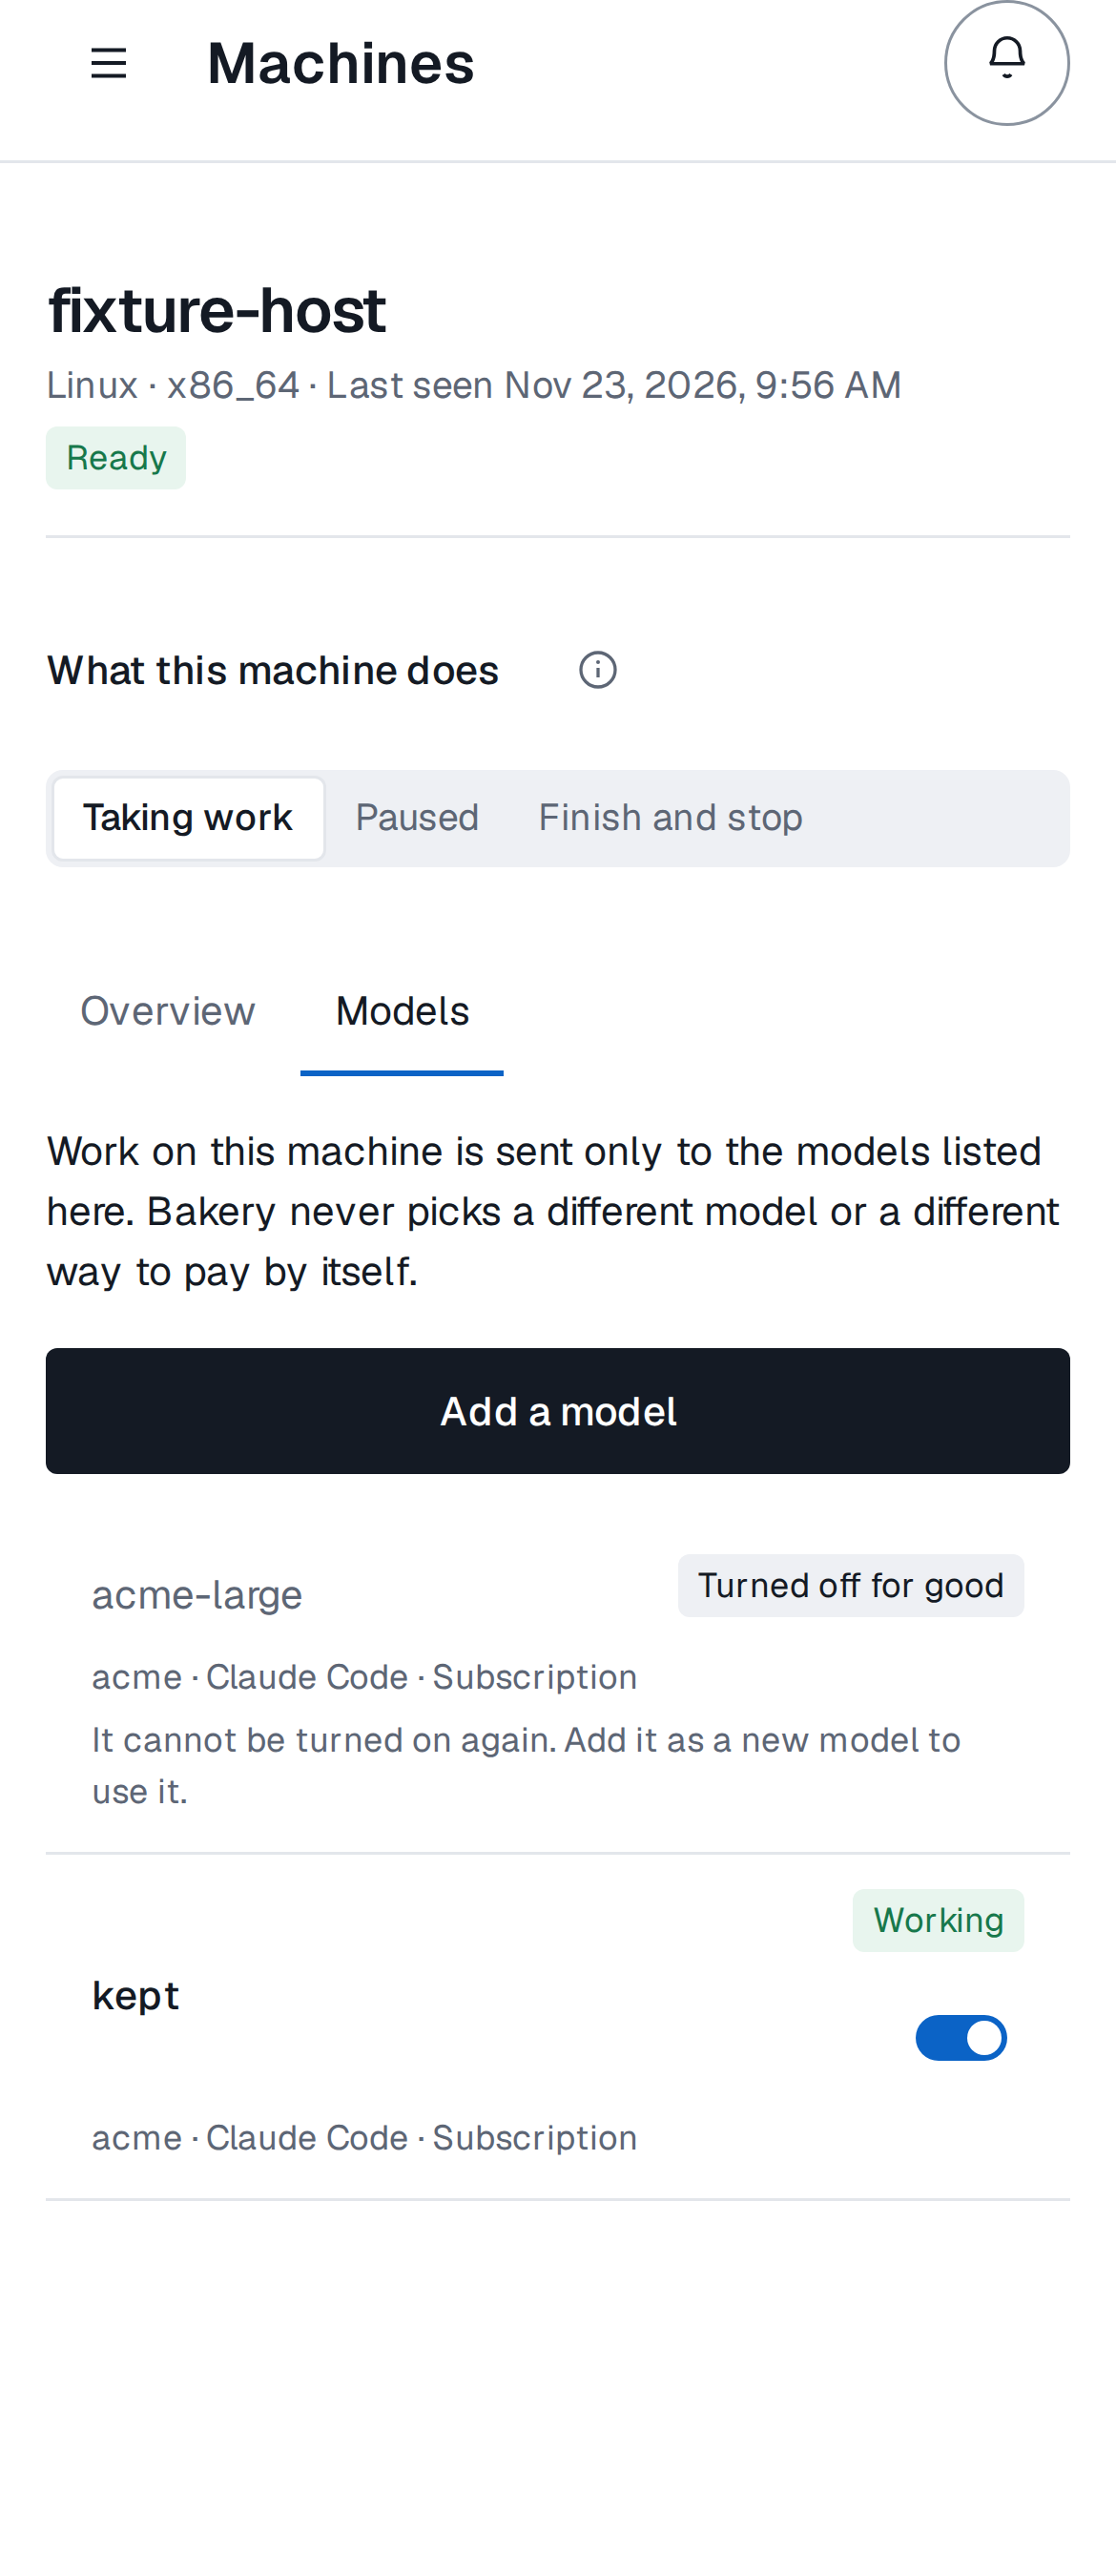 Machines
fixture-host
Linux · x86_64 · Last seen Nov 23, 2026, 9:56 AM
Ready
What this machine does
Taking work Paused Finish and stop
Overview Models
Work on this machine is sent only to the models listed
here. Bakery never picks a different model or a different
way to pay by itself.
Add a model
acme-large Turned off for good
acme · Claude Code · Subscription
It cannot be turned on again. Add it as a new model to
use it.
Working
kept
acme · Claude Code · Subscription